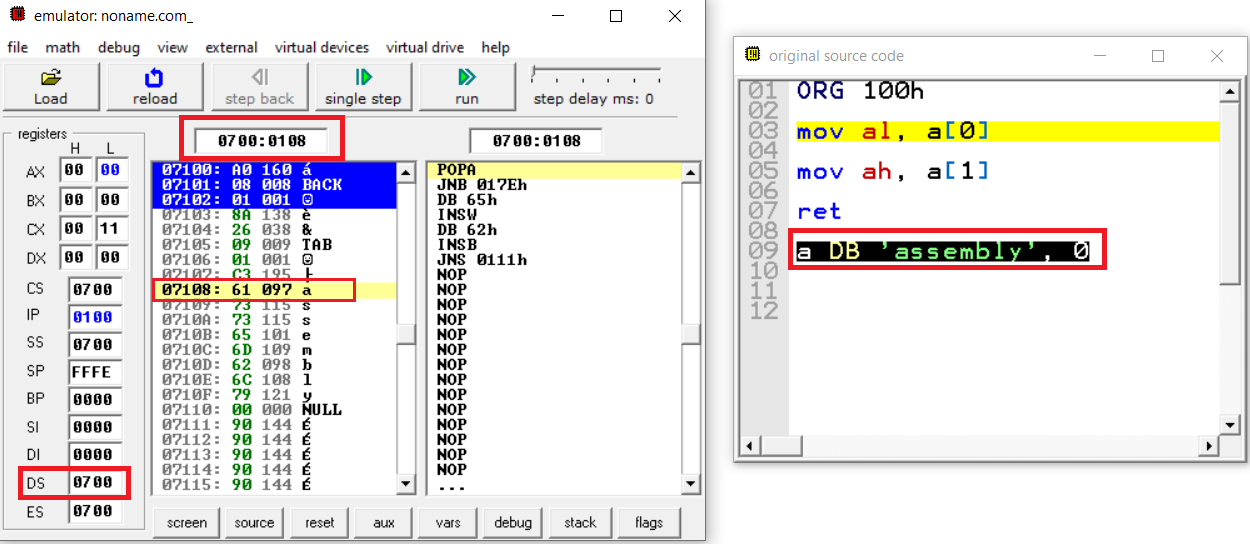 emulator: noname.com_
file math debug view external virtual devices virtual drive help
Load reload step back single step run step delay ms: 0
registers
H L
AX 00 00
BX 00 00
CX 00 11
DX 00 00
CS 0700
IP 0100
SS 0700
SP FFFE
BP 0000
SI 0000
DI 0000
DS 0700
ES 0700
0700:0108
07100: A0 160 á
07101: 08 008 BACK
07102: 01 001 ☺
07103: 8A 138 è
07104: 26 038 &
07105: 09 009 TAB
07106: 01 001 ☺
07107: C3 195 ├
07108: 61 097 a
07109: 73 115 s
0710A: 73 115 s
0710B: 65 101 e
0710C: 6D 109 m
0710D: 62 098 b
0710E: 6C 108 l
0710F: 79 121 y
07110: 00 000 NULL
07111: 90 144 É
07112: 90 144 É
07113: 90 144 É
07114: 90 144 É
07115: 90 144 É
0700:0108
POPA
JNB 017Eh
DB 65h
INSW
DB 62h
INSB
JNS 0111h
NOP
NOP
NOP
NOP
NOP
NOP
NOP
NOP
NOP
NOP
NOP
NOP
NOP
NOP
...
screen source reset aux vars debug stack flags
original source code
01 ORG 100h
02
03 mov al, a[0]
04
05 mov ah, a[1]
06
07 ret
08
09 a DB 'assembly', 0
10
11
12